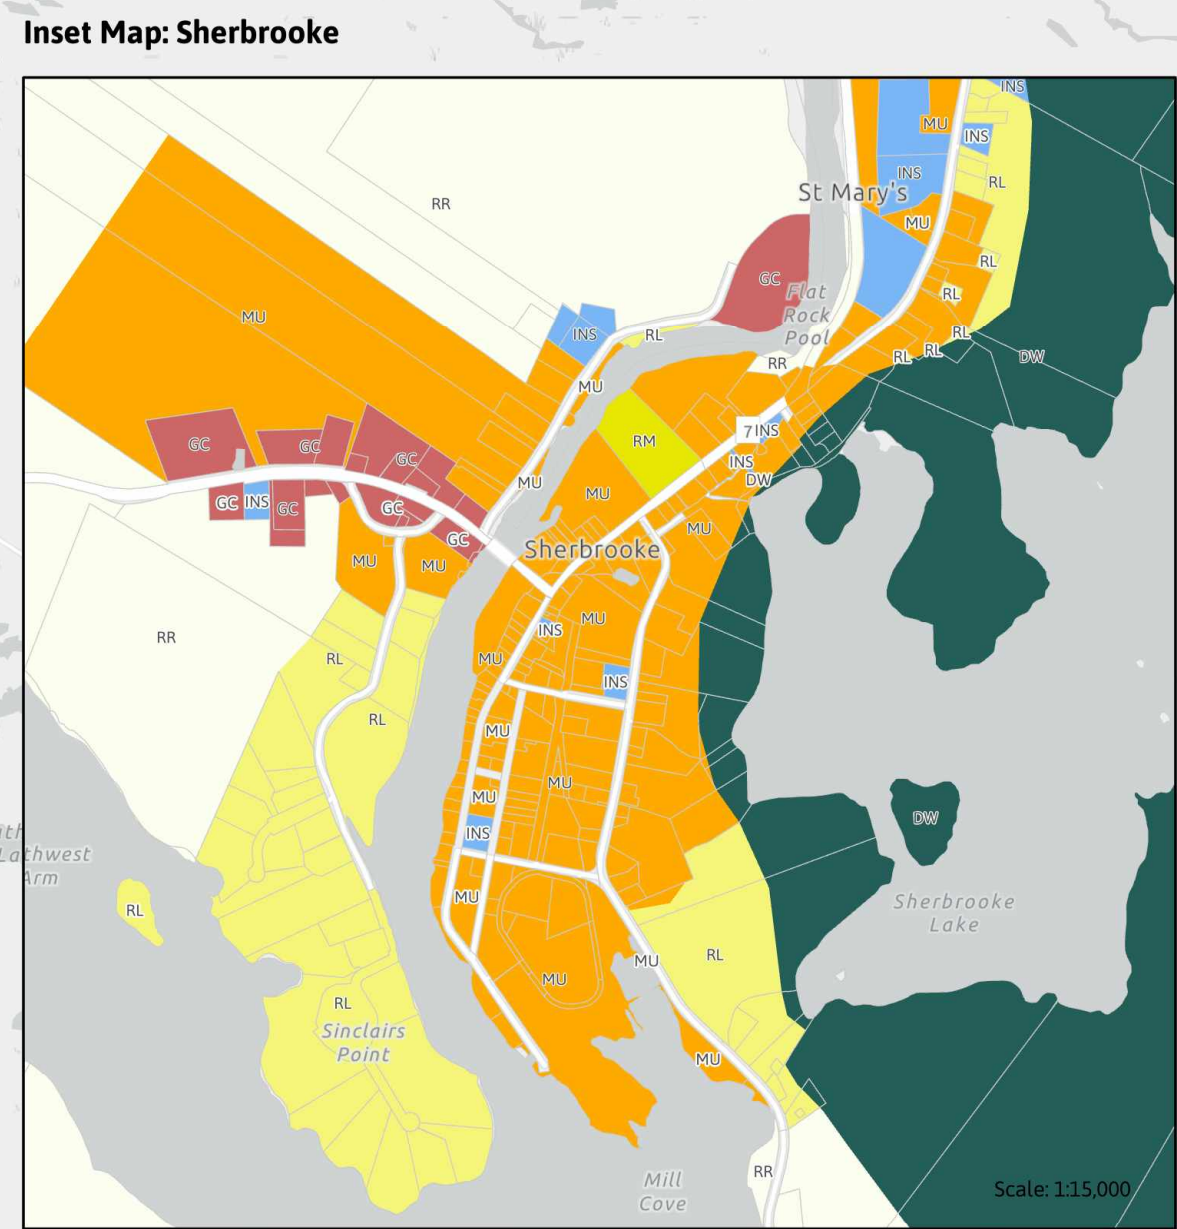 Inset Map: Sherbrooke
INS
MU
INS
INS
RL
St Mary's
RR
MU
RL
GC
Flat
Rock
Pool
RL
MU
INS
RL
RL
RL
RL
DW
RR
MU
GC
GC
GC
RM
7
INS
INS
DW
MU
MU
GC
INS
GC
GC
GC
MU
Sherbrooke
MU
MU
MU
INS
RR
RL
MU
INS
RL
MU
MU
MU
DW
INS
Lathwest
Arm
MU
RL
Sherbrooke
Lake
RL
MU
MU
RL
Sinclairs
Point
MU
Mill
Cove
RR
Scale: 1:15,000